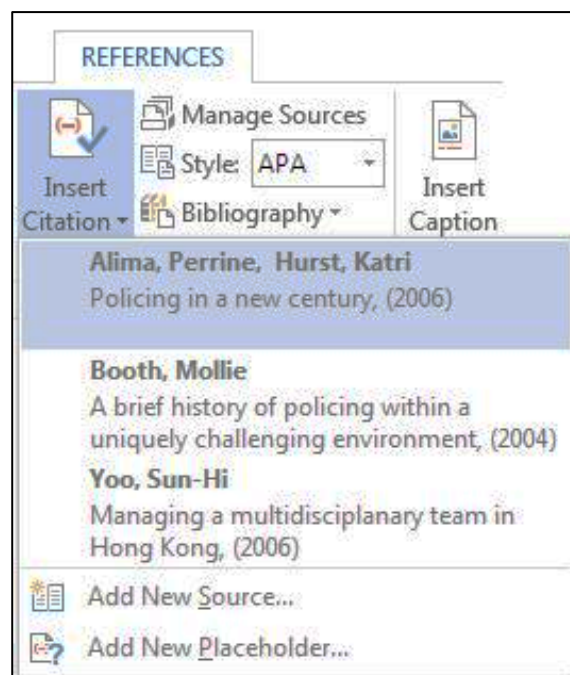 REFERENCES
Manage Sources
Style: APA
Insert
Citation
Bibliography
Insert
Caption
Alima, Perrine, Hurst, Katri
Policing in a new century, (2006)
Booth, Mollie
A brief history of policing within a
uniquely challenging environment, (2004)
Yoo, Sun-Hi
Managing a multidisciplanary team in
Hong Kong, (2006)
Add New Source...
Add New Placeholder...